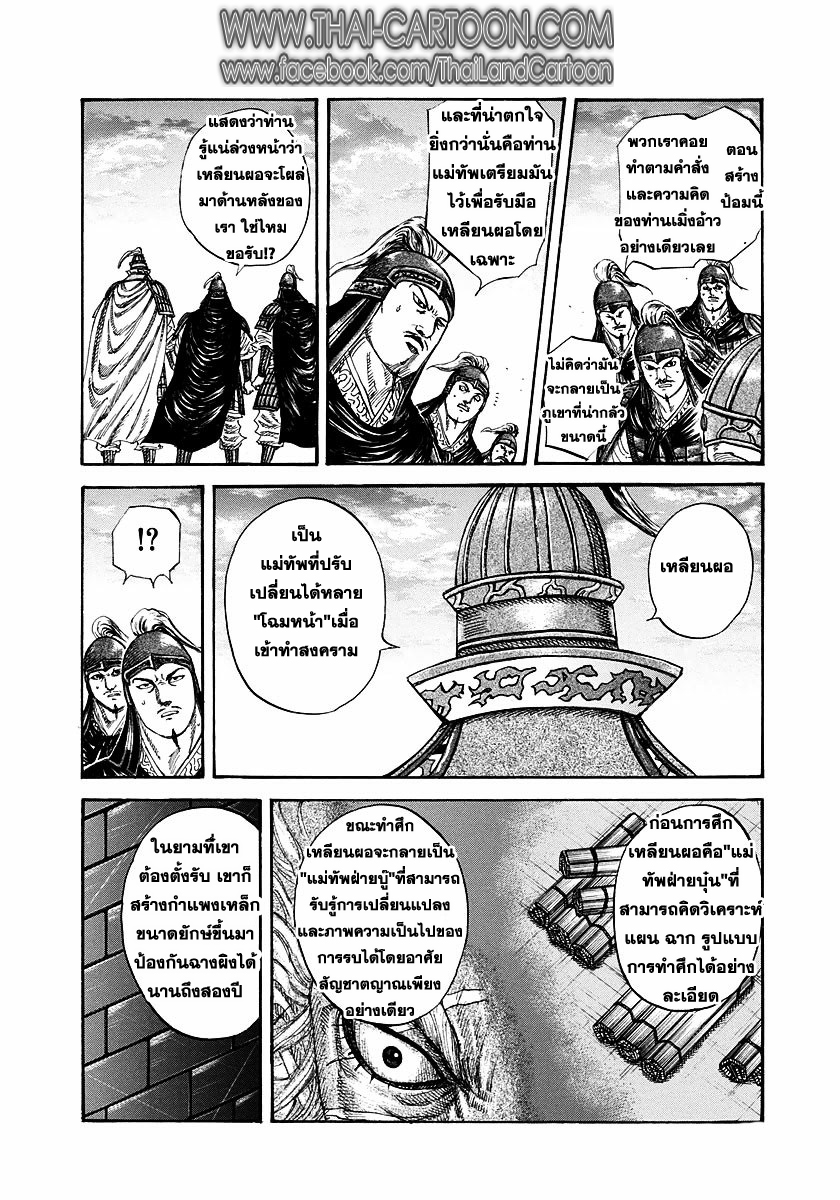 WWW.THAI-CARTOON.COM
www.facebook.com/ThaiLandCartoon
ตอน
สร้าง
ป้อมนี้
พวกเราคอย
ทำตามคำสั่ง
และความคิด
ของท่านเมิ่งอ้าว
อย่างเดียวเลย
ไม่คิดว่ามัน
จะกลายเป็น
ภูเขาที่น่ากลัว
ขนาดนี้
และที่น่าตกใจ
ยิ่งกว่านั่นคือท่าน
แม่ทัพเตรียมมัน
ไว้เพื่อรับมือ
เหลียนผอโดย
เฉพาะ
แสดงว่าท่าน
รู้แน่ล่วงหน้าว่า
เหลียนผอจะโผล่
มาด้านหลังของ
เรา ใช่ไหม
ขอรับ!?
เหลียนผอ
เป็น
แม่ทัพที่ปรับ
เปลี่ยนได้หลาย
"โฉมหน้า"เมื่อ
เข้าทำสงคราม
!?
ก่อนการศึก
เหลียนผอคือ"แม่
ทัพฝ่ายบุ๋น"ที่
สามารถคิดวิเคราะห์
แผน ฉาก รูปแบบ
การทำศึกได้อย่าง
ละเอียด
ขณะทำศึก
เหลียนผอจะกลายเป็น
"แม่ทัพฝ่ายบู๊"ที่สามารถ
รับรู้การเปลี่ยนแปลง
และภาพความเป็นไปของ
การรบได้โดยอาศัย
สัญชาตญาณเพียง
อย่างเดียว
ในยามที่เขา
ต้องตั้งรับ เขาก็
สร้างกำแพงเหล็ก
ขนาดยักษ์ขึ้นมา
ป้องกันฉางผิงได้
นานถึงสองปี